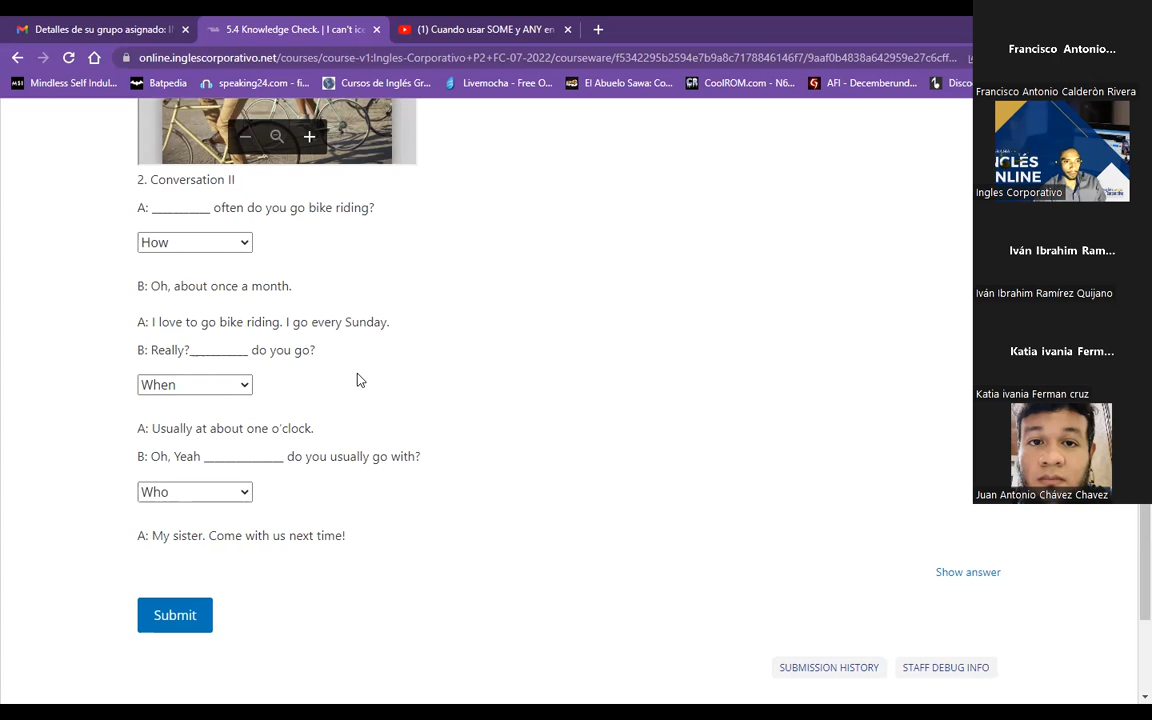 Detalles de su grupo asignado: II
5.4 Knowledge Check. | I can't ice
(1) Cuando usar SOME y ANY en
online.inglescorporativo.net/courses/course-v1:Ingles-Corporativo+P2+FC-07-2022/courseware/f5342295b2594e7b9a8c7178846146f7/9aaf0b4838a642959e27c6cff...
Mindless Self Indul...
Batpedia
speaking24.com - fi...
Cursos de Inglés Gr...
Livemocha - Free O...
El Abuelo Sawa: Co...
CoolROM.com - N6...
AFI - Decemberund...
Disco
2. Conversation II
A: __________ often do you go bike riding?
How
B: Oh, about once a month.
A: I love to go bike riding. I go every Sunday.
B: Really?__________ do you go?
When
A: Usually at about one o'clock.
B: Oh, Yeah ______________ do you usually go with?
Who
A: My sister. Come with us next time!
Show answer
Submit
SUBMISSION HISTORY
STAFF DEBUG INFO
Francisco Antonio...
Francisco Antonio Calderòn Rivera
INGLÉS
ONLINE
Ingles Corporativo
Iván Ibrahim Ram...
Iván Ibrahim Ramírez Quijano
Katia ivania Ferm...
Katia ivania Ferman cruz
Juan Antonio Chávez Chavez